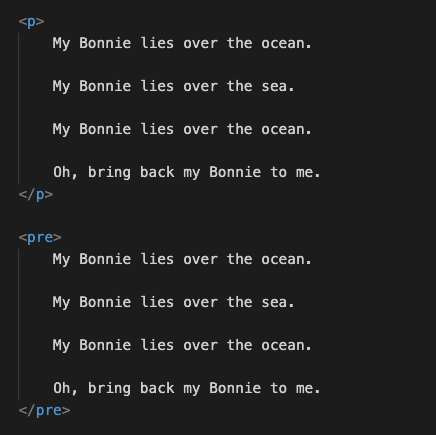 <p>
My Bonnie lies over the ocean.
My Bonnie lies over the sea.
My Bonnie lies over the ocean.
Oh, bring back my Bonnie to me.
</p>
<pre>
My Bonnie lies over the ocean.
My Bonnie lies over the sea.
My Bonnie lies over the ocean.
Oh, bring back my Bonnie to me.
</pre>